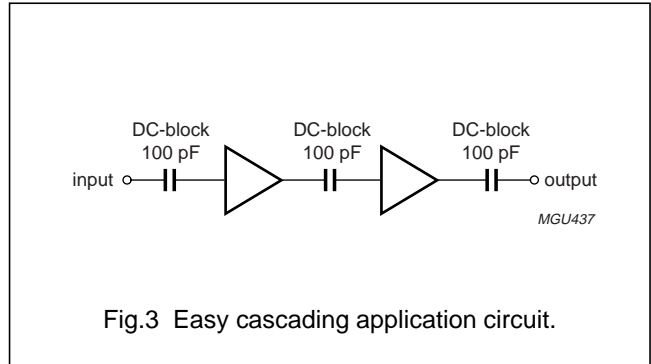 DC-block DC-block DC-block
100 pF 100 pF 100 pF
input output
MGU437
Fig.3 Easy cascading application circuit.